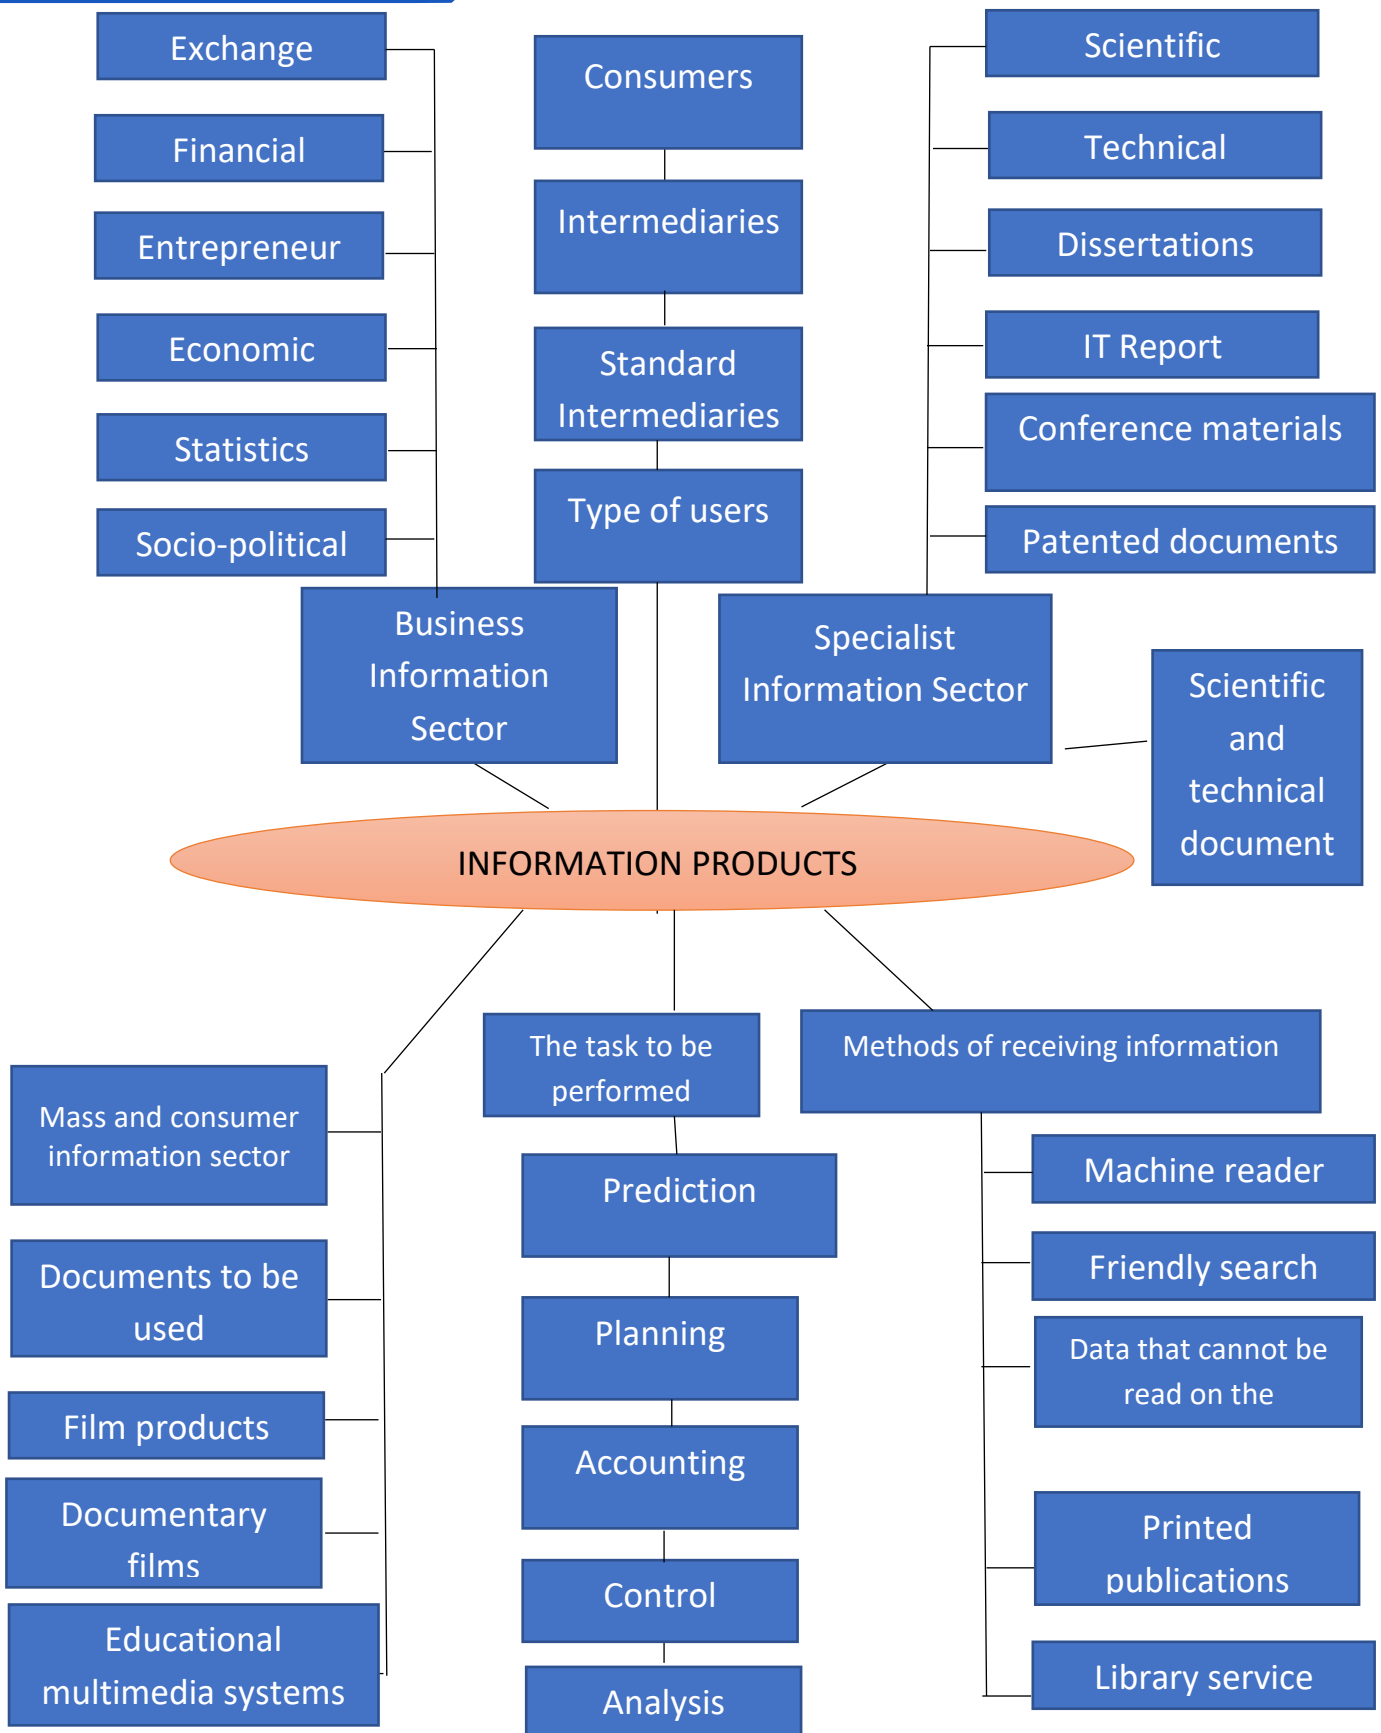 Exchange
Financial
Entrepreneur
Economic
Statistics
Socio-political
Business
Information
Sector
Consumers
Intermediaries
Standard
Intermediaries
Type of users
Scientific
Technical
Dissertations
IT Report
Conference materials
Patented documents
Specialist
Information Sector
Scientific
and
technical
document
INFORMATION PRODUCTS
Mass and consumer
information sector
Documents to be
used
Film products
Documentary
films
Educational
multimedia systems
The task to be
performed
Prediction
Planning
Accounting
Control
Analysis
Methods of receiving information
Machine reader
Friendly search
Data that cannot be
read on the
Printed
publications
Library service